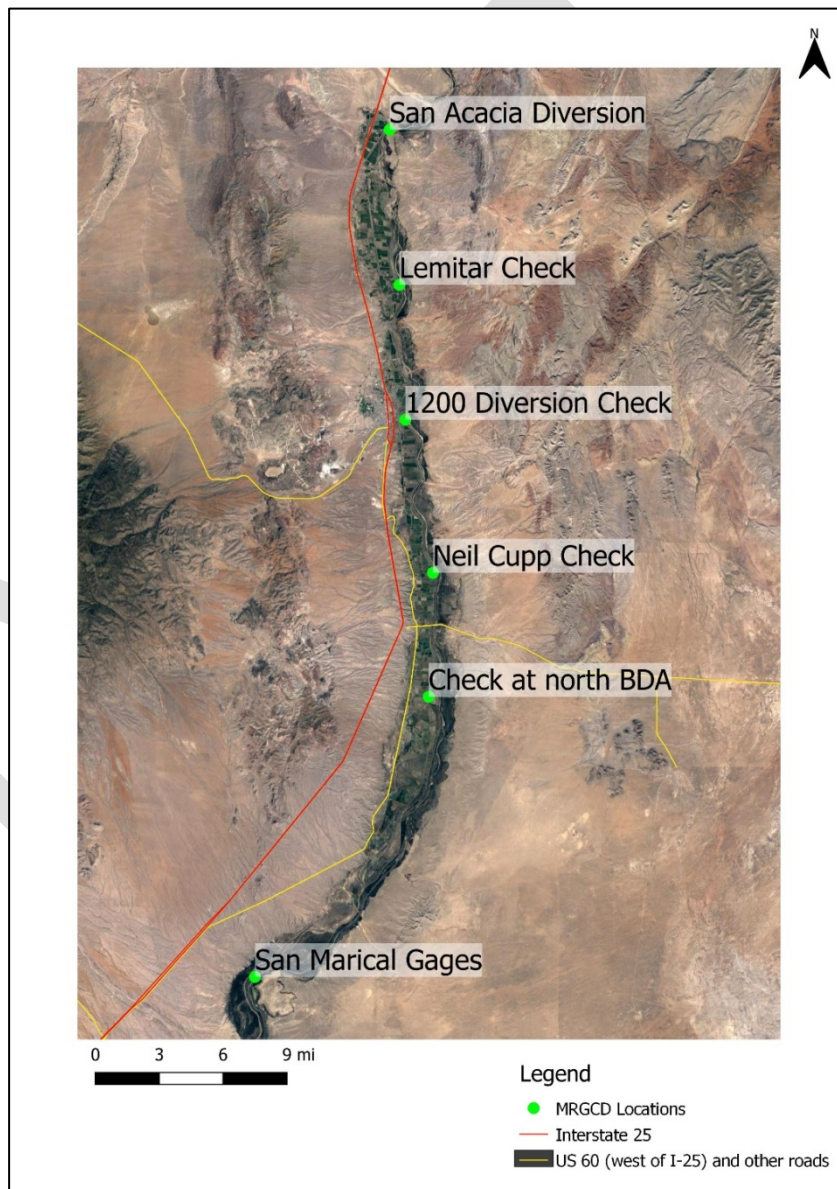 N
San Acacia Diversion
Lemitar Check
1200 Diversion Check
Neil Cupp Check
Check at north BDA
San Marical Gages
0 3 6 9 mi
Legend
MRGCD Locations
Interstate 25
US 60 (west of I-25) and other roads